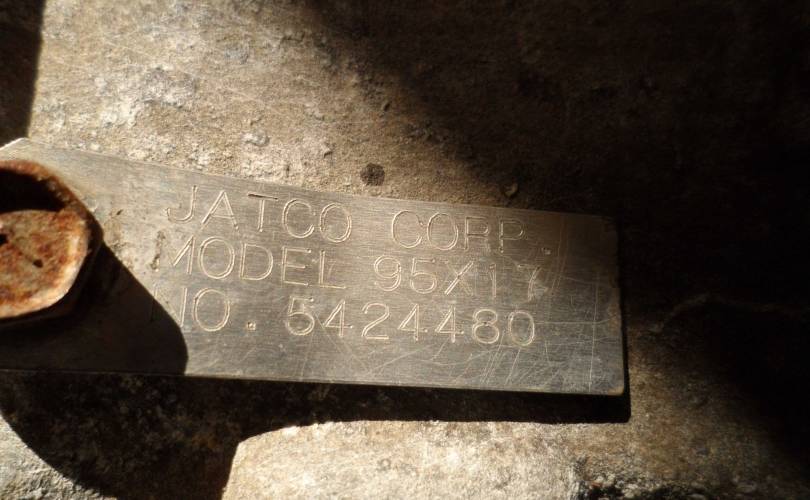 JATCO CORP.
MODEL 95X17
NO. 5424480